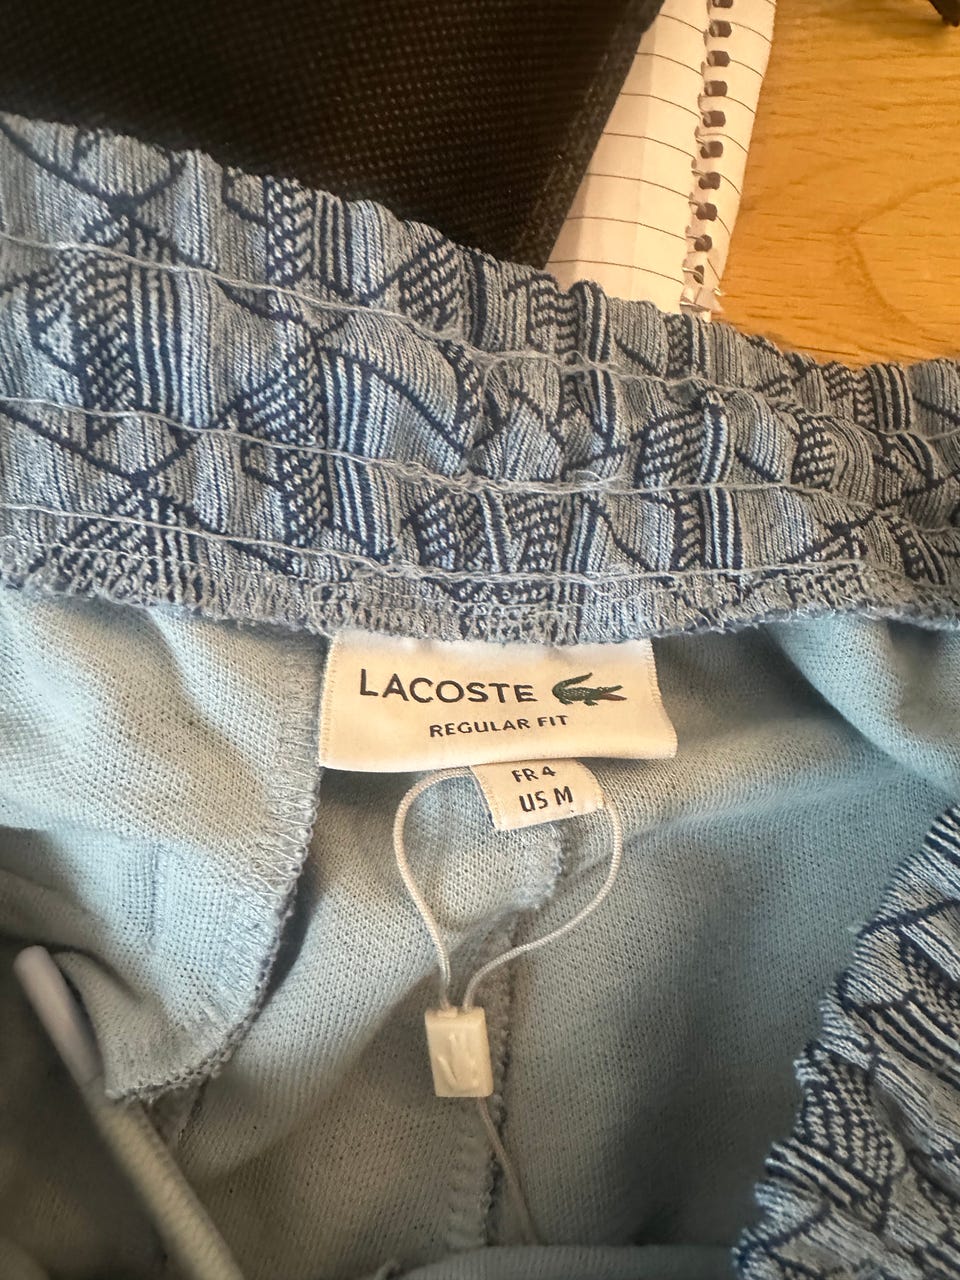 LACOSTE
REGULAR FIT
FR 4
US M